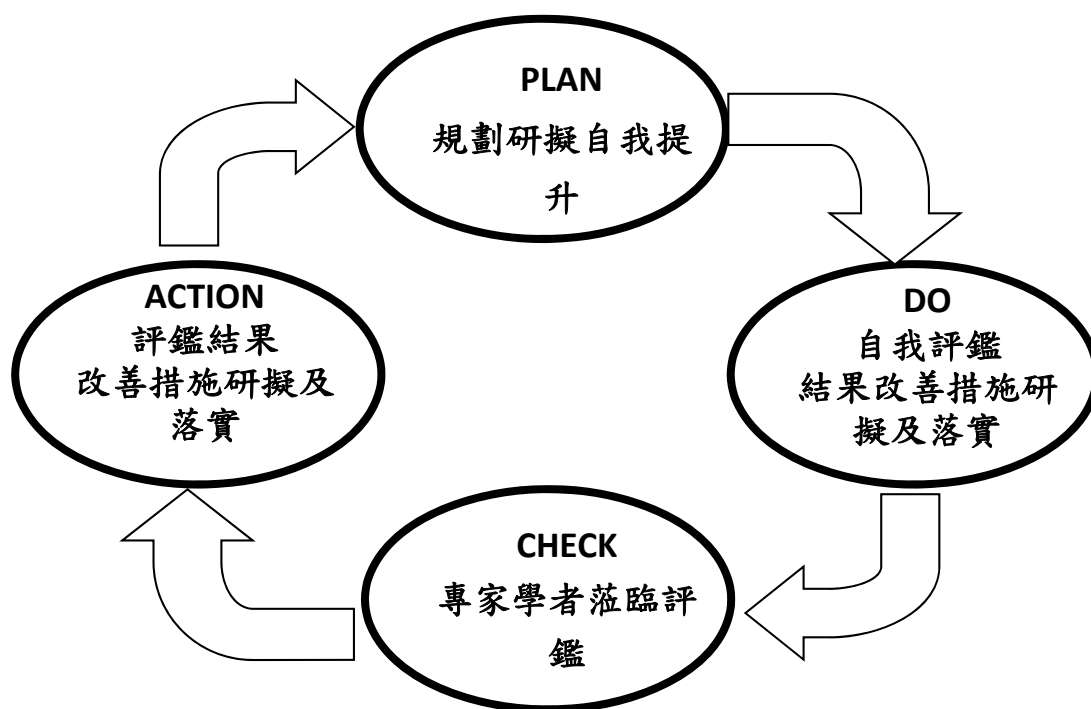 PLAN
規劃研擬自我提
升
ACTION
評鑑結果
改善措施研擬及
落實
DO
自我評鑑
結果改善措施研
擬及落實
CHECK
專家學者蒞臨評
鑑